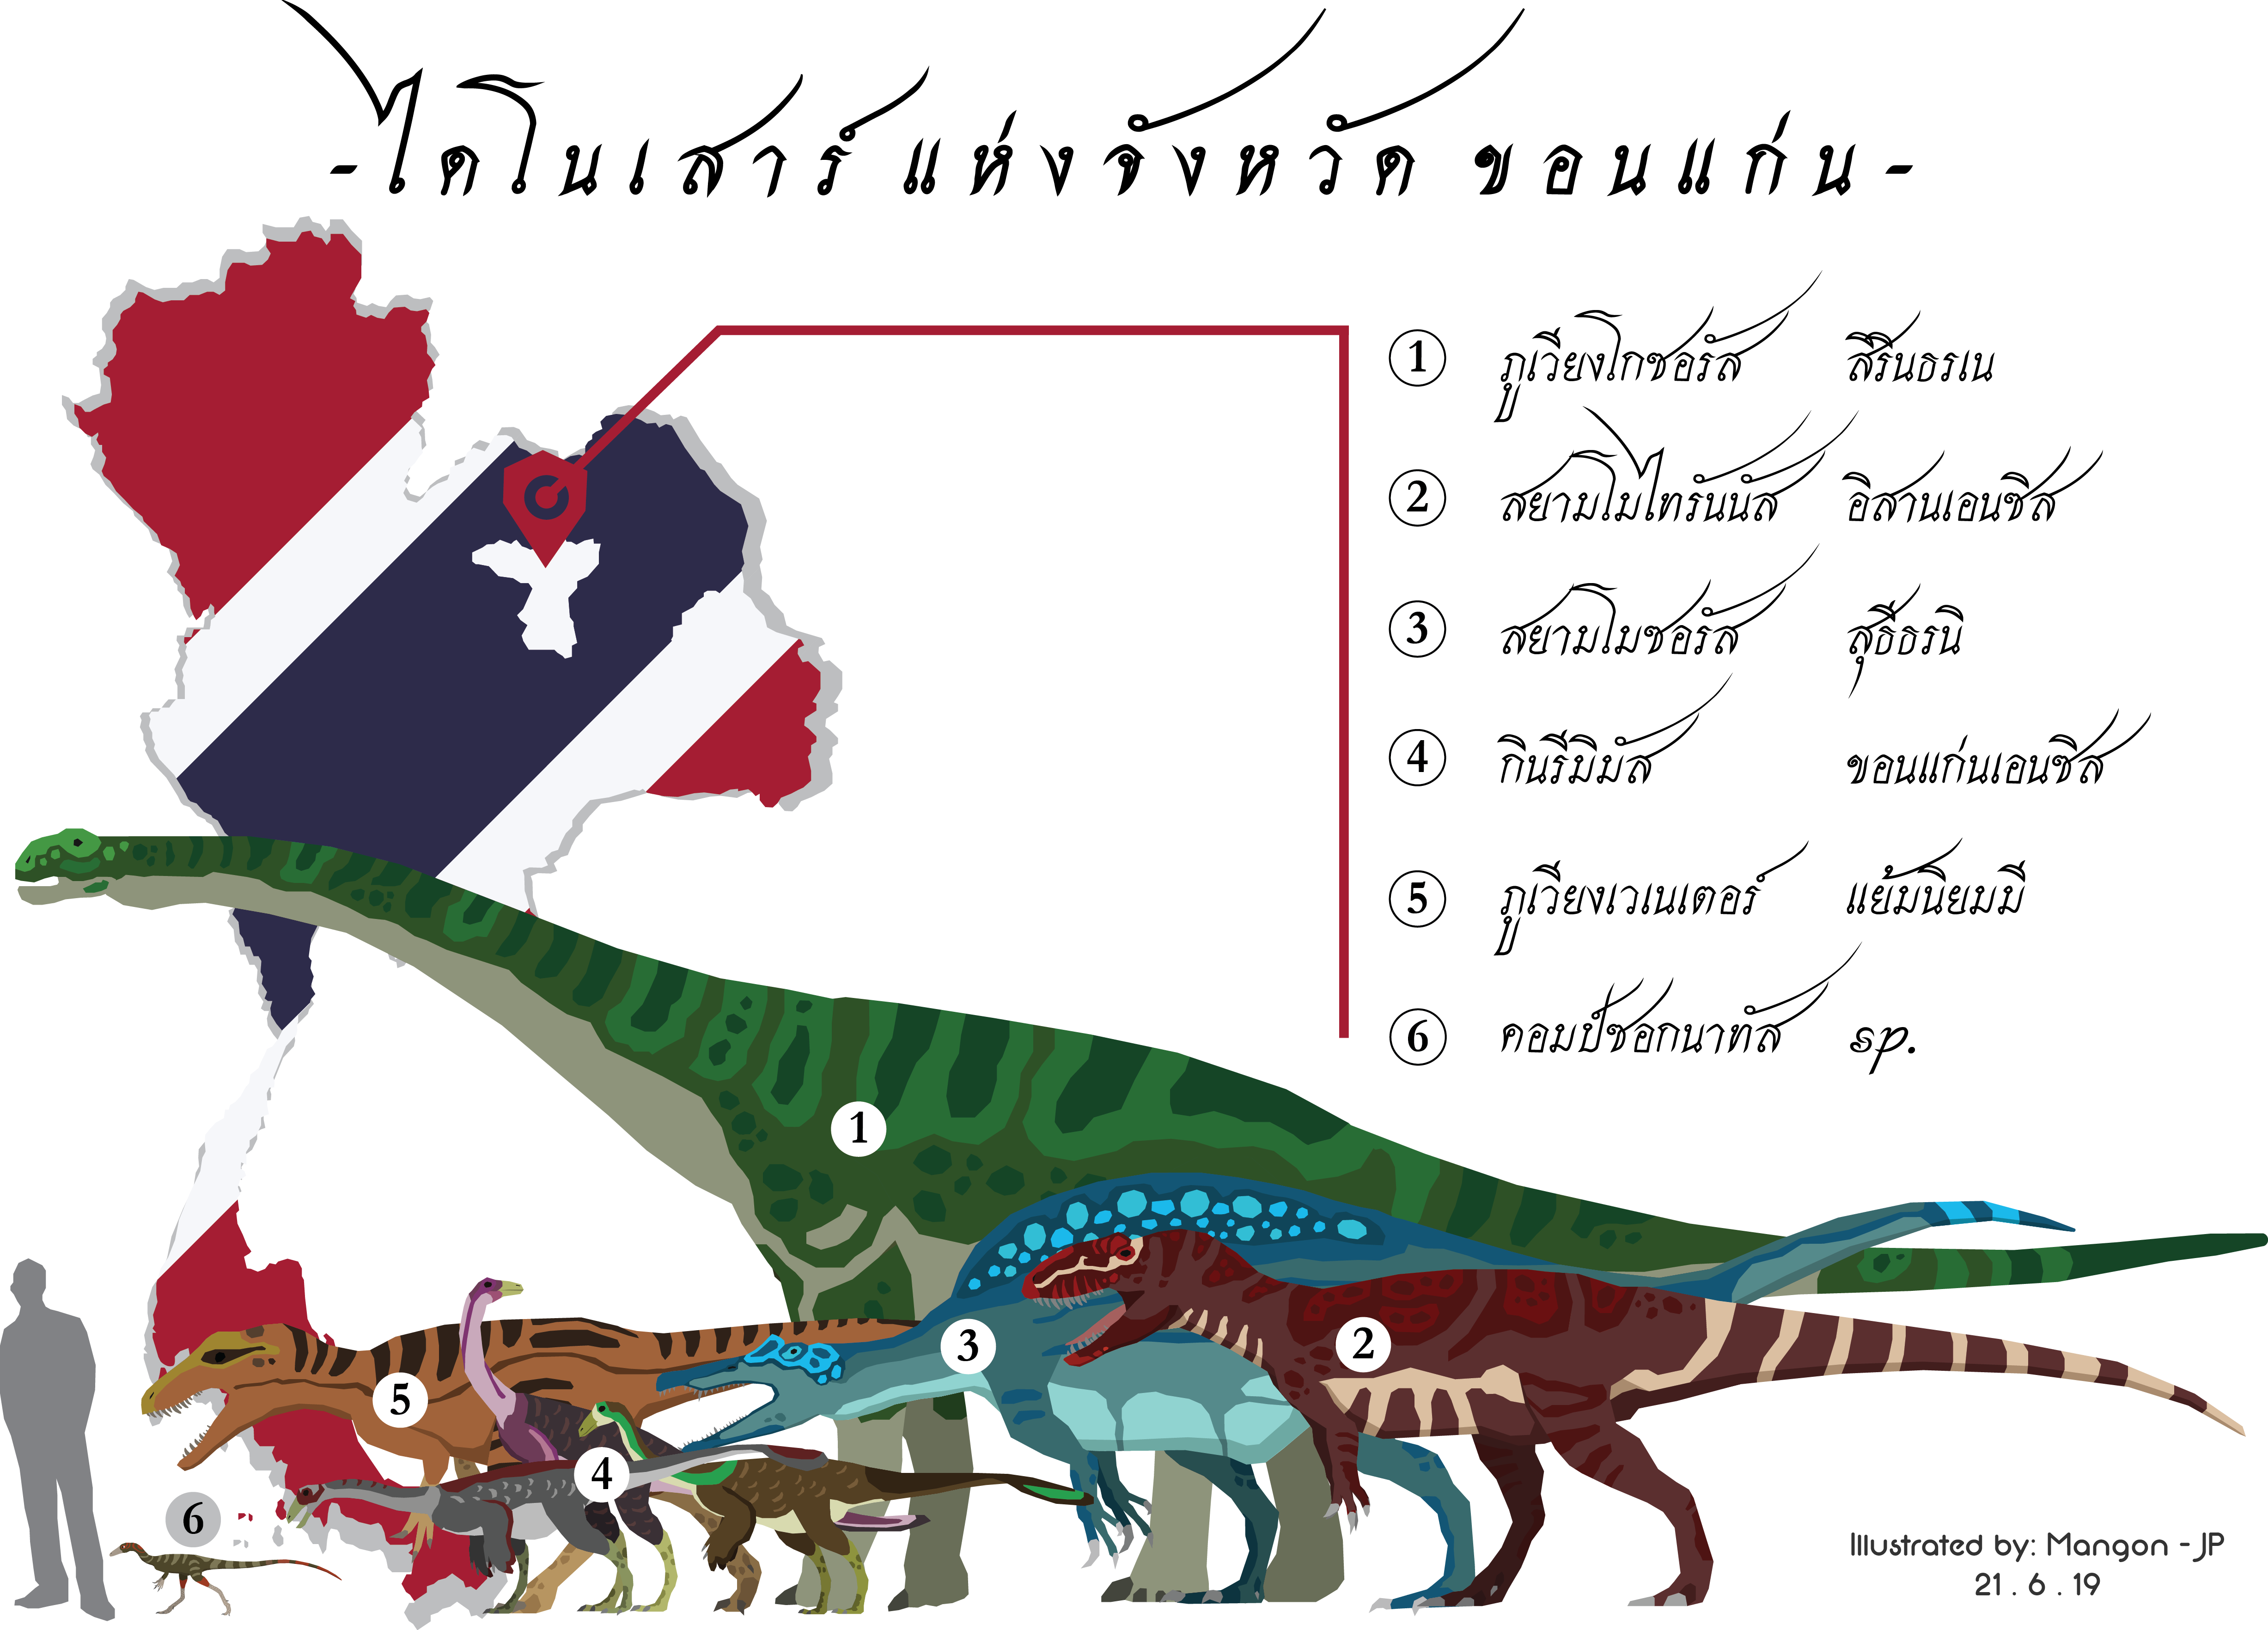 -ไดโนเสาร์ แห่งจังหวัด ขอนแก่น-
1 ภูเวียงโกซอรัส สิรินธรเน
2 สยามโมไทรันนัส อิสานเอนซิส
3 สยามโมซอรัส สุธีธรนิ
4 กินรีมิมัส ขอนแก่นเอนซิส
5 ภูเวียงเวเนเตอร์ แย้มนิยมมี
6 คอมป์ซอกนาทัส sp.
1
3
2
5
4
6
Illustrated by: Mangon -JP
21 . 6 . 19